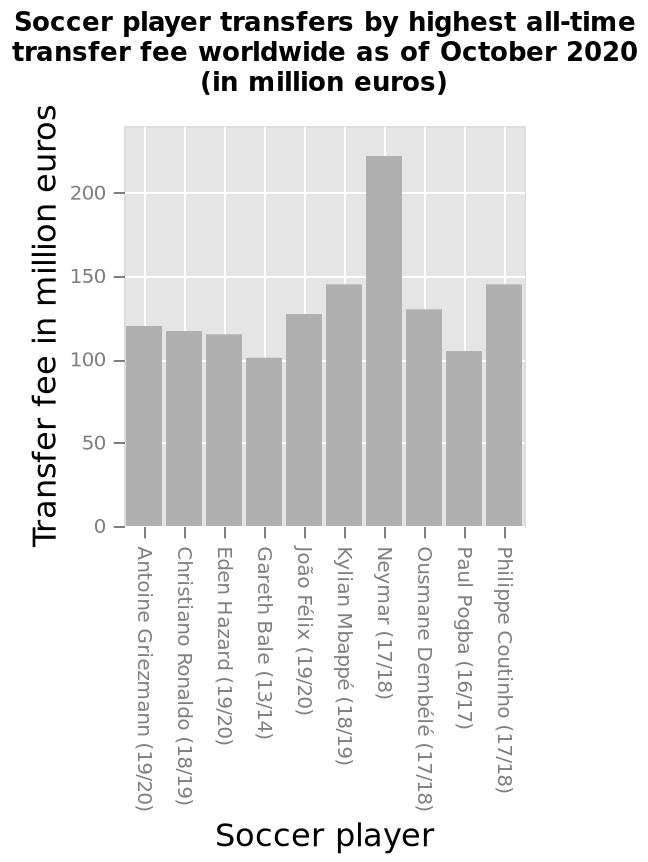 Soccer player transfers by highest all-time
transfer fee worldwide as of October 2020
(in million euros)
Transfer fee in million euros
200
150
100
50
0
Antoine Griezmann (19/20)
Christiano Ronaldo (18/19)
Eden Hazard (19/20)
Gareth Bale (13/14)
João Félix (19/20)
Kylian Mbappé (18/19)
Neymar (17/18)
Ousmane Dembélé (17/18)
Paul Pogba (16/17)
Philippe Coutinho (17/18)
Soccer player